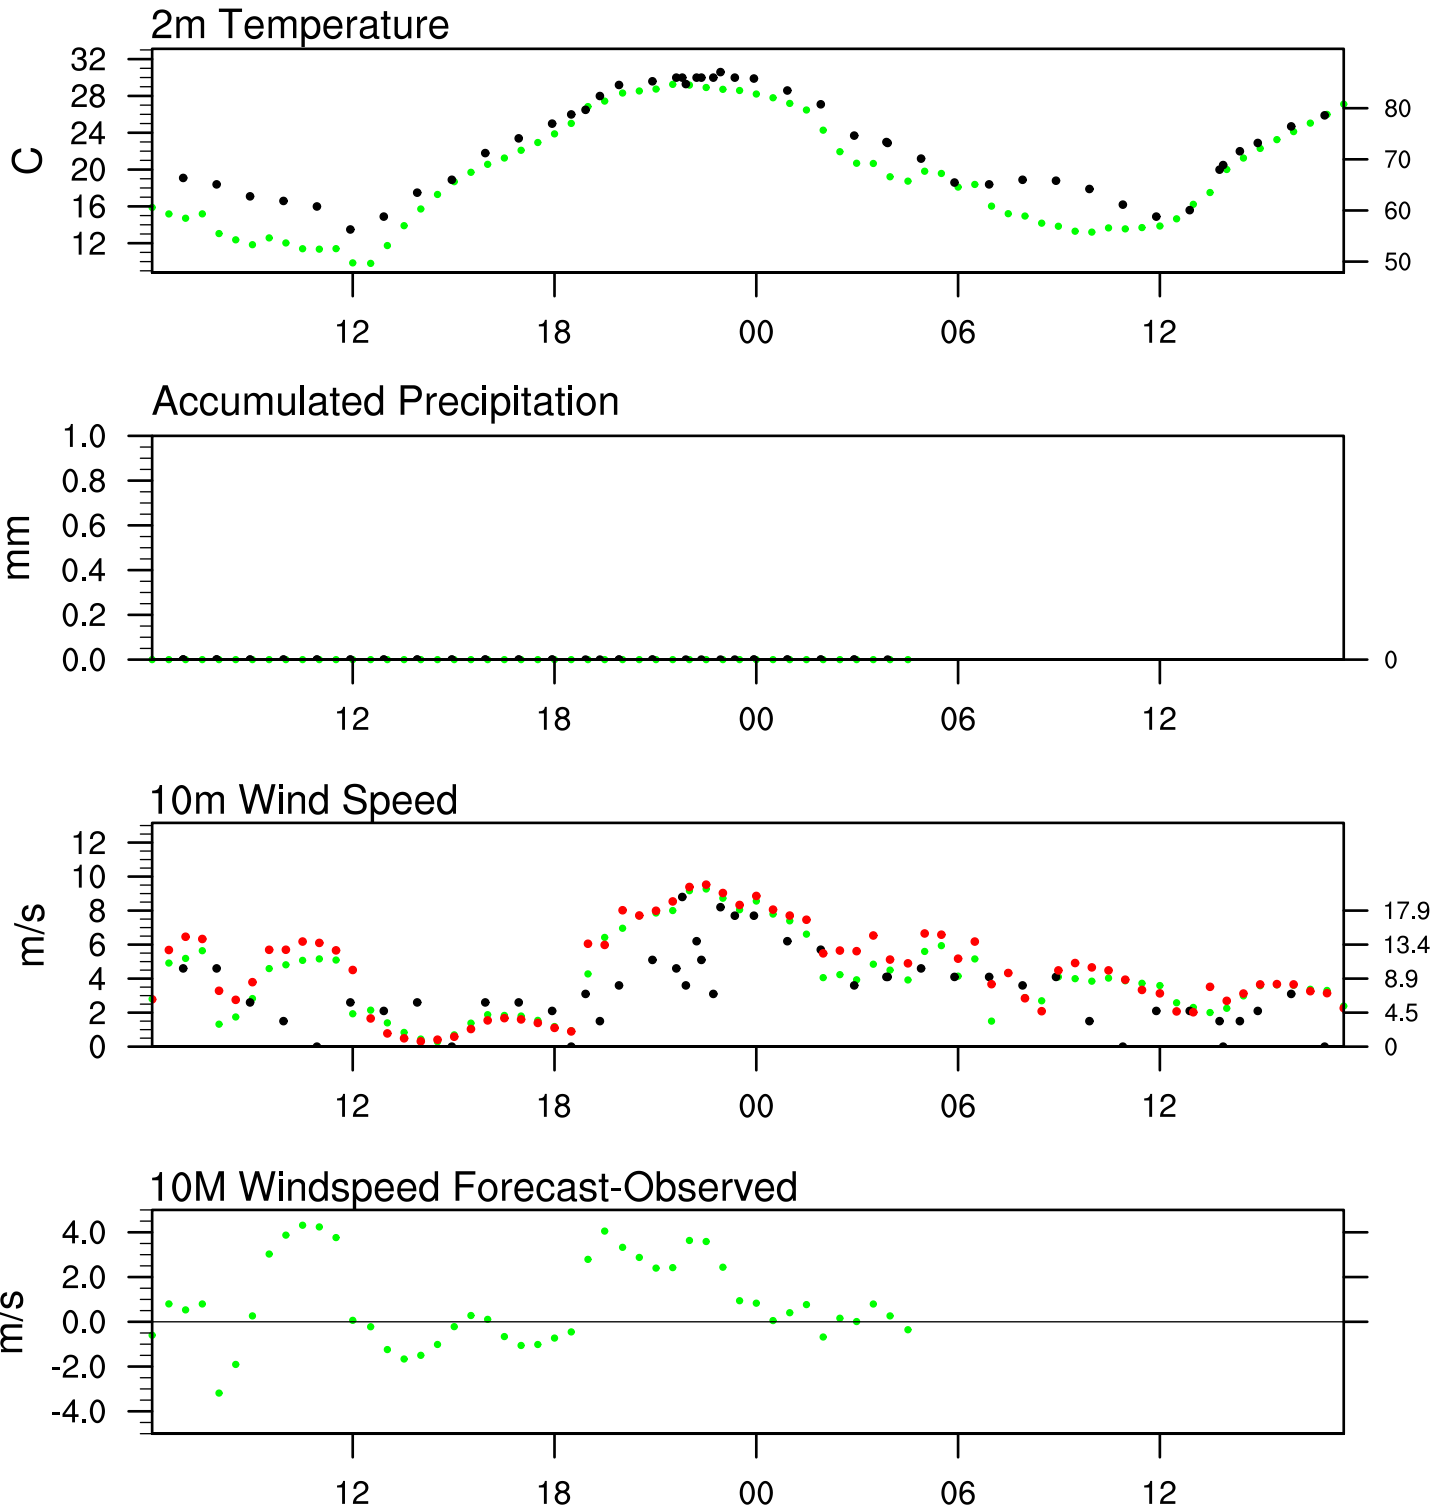 2m Temperature
32
28
24
20
16
12
C
80
70
60
50
12 18 00 06 12
Accumulated Precipitation
1.0
0.8
0.6
0.4
0.2
0.0
mm
0
12 18 00 06 12
10m Wind Speed
12
10
8
6
4
2
0
m/s
17.9
13.4
8.9
4.5
0
12 18 00 06 12
10M Windspeed Forecast-Observed
4.0
2.0
0.0
-2.0
-4.0
m/s
12 18 00 06 12